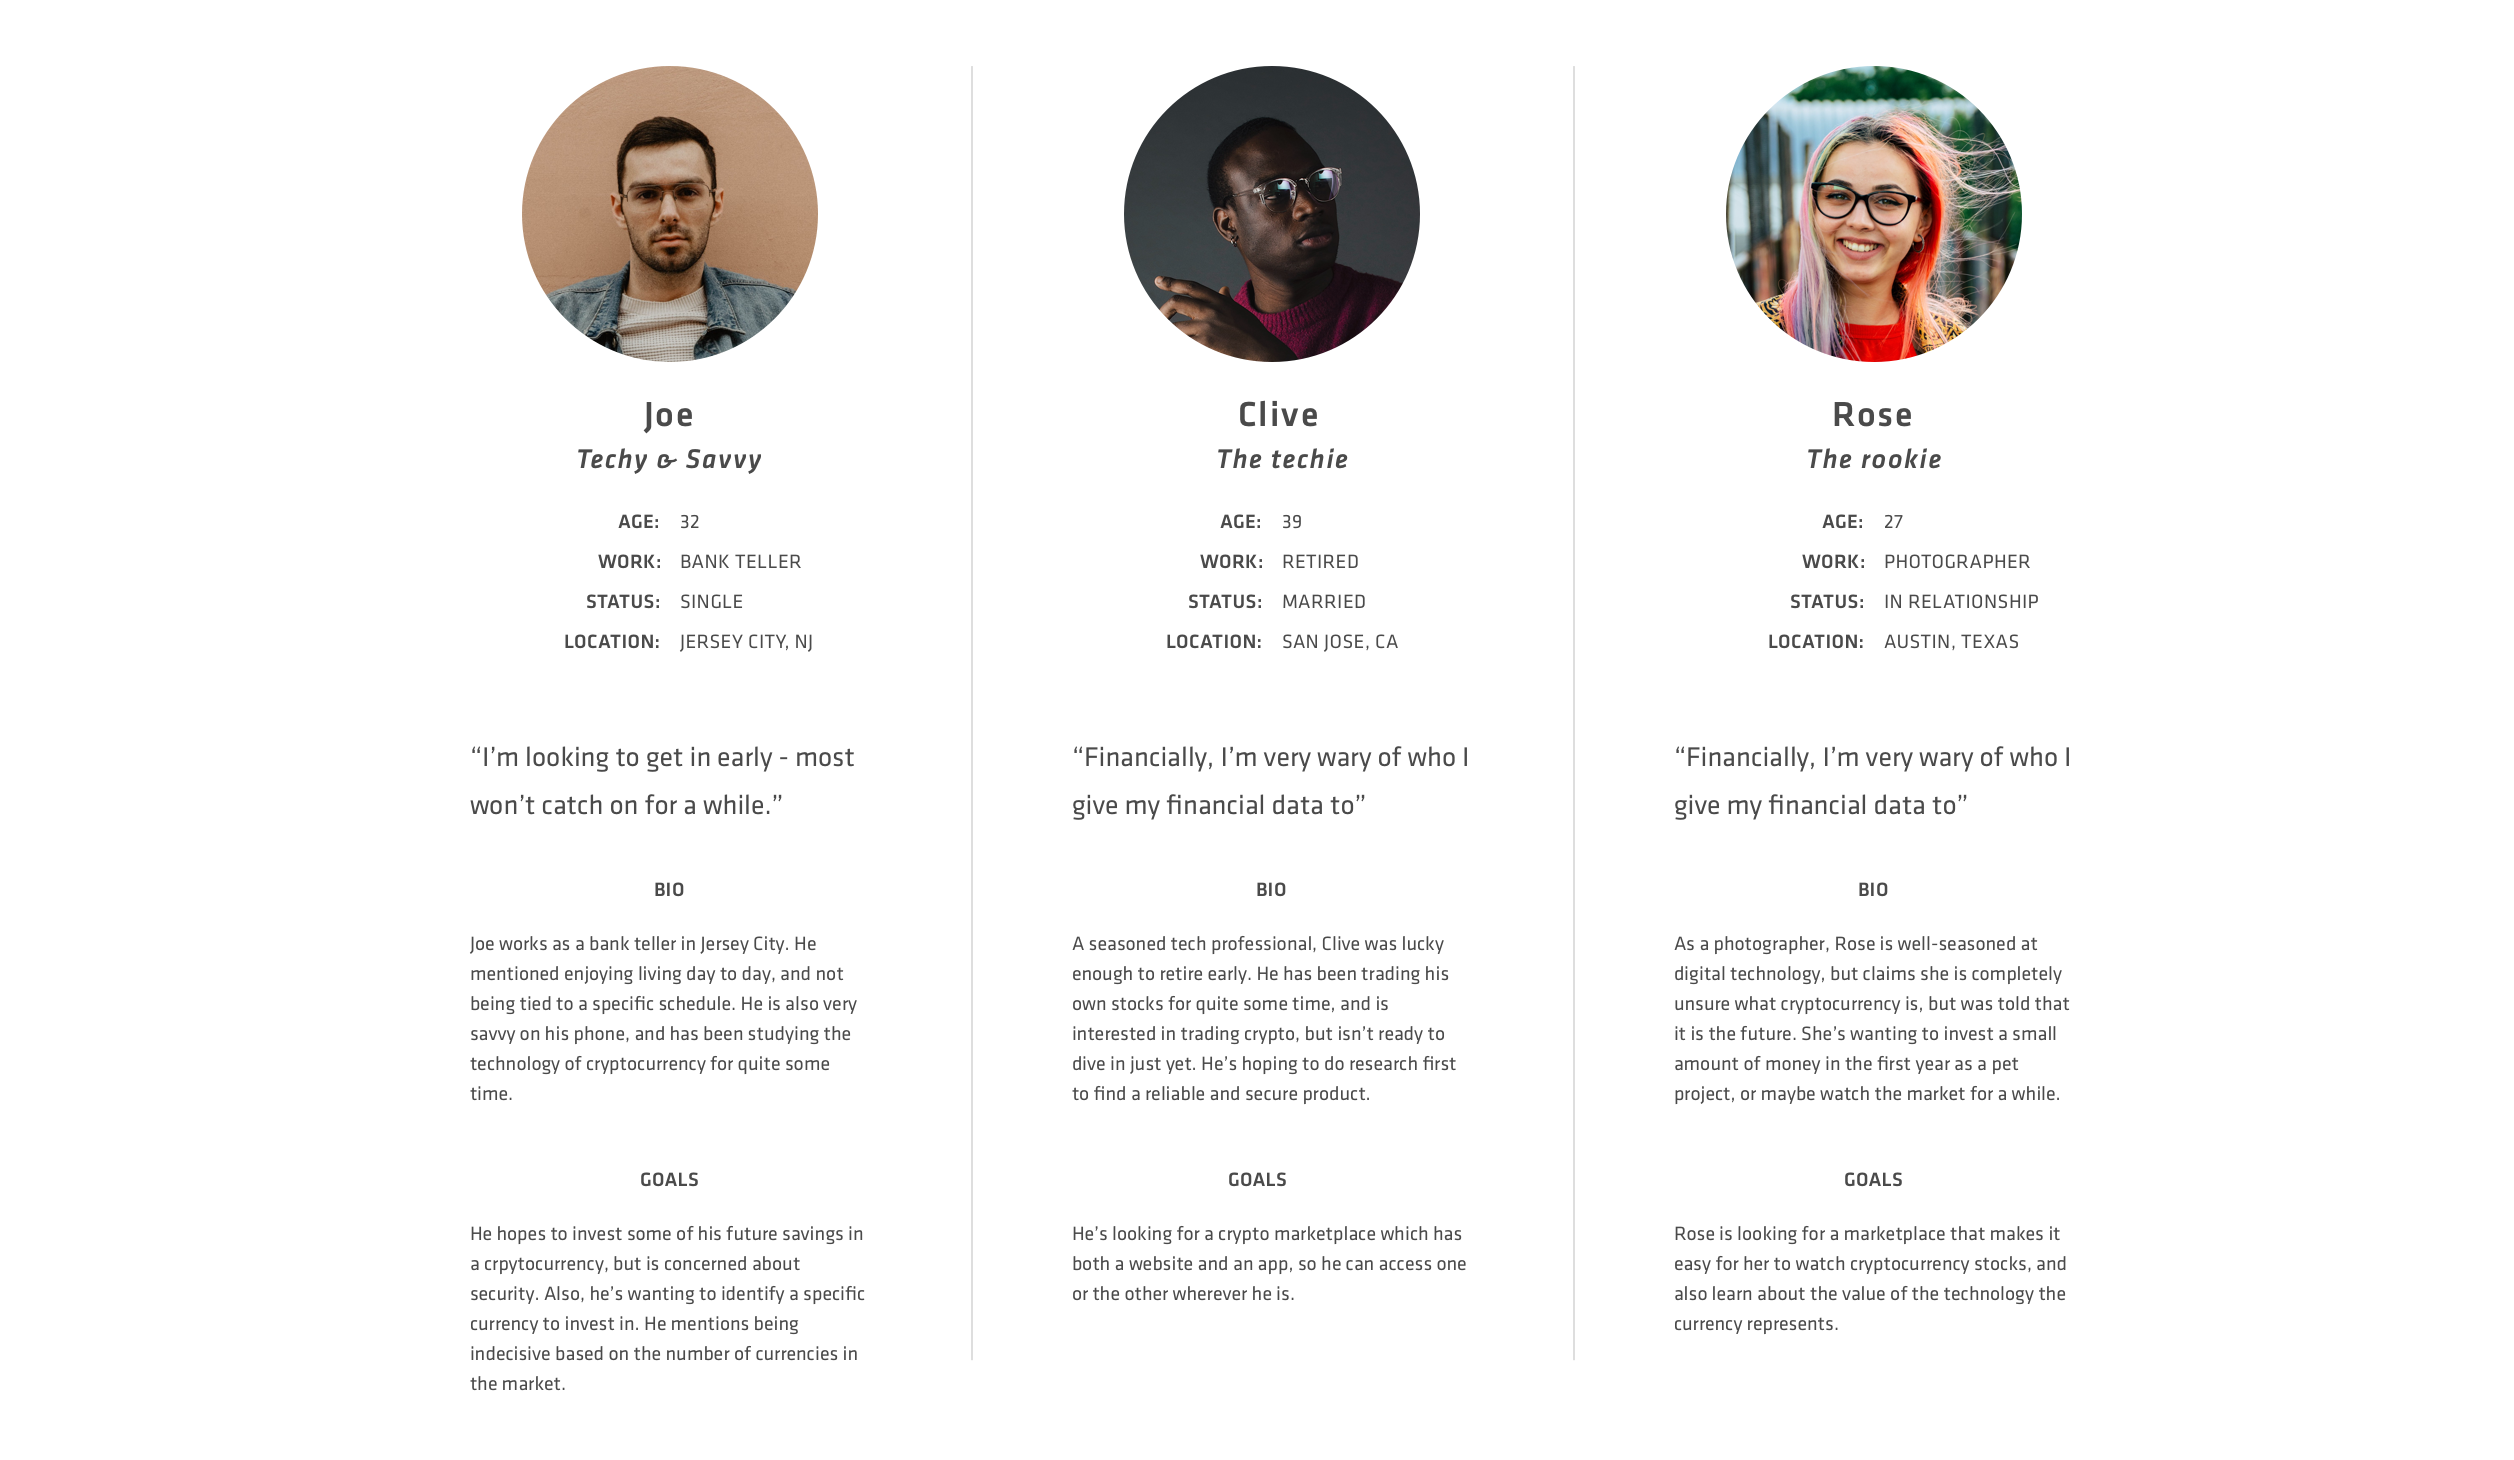 Joe
Techy & Savvy
AGE: 32
WORK: BANK TELLER
STATUS: SINGLE
LOCATION: JERSEY CITY, NJ
“I’m looking to get in early - most
won’t catch on for a while.”
BIO
Joe works as a bank teller in Jersey City. He
mentioned enjoying living day to day, and not
being tied to a specific schedule. He is also very
savvy on his phone, and has been studying the
technology of cryptocurrency for quite some
time.
GOALS
He hopes to invest some of his future savings in
a crpytocurrency, but is concerned about
security. Also, he’s wanting to identify a specific
currency to invest in. He mentions being
indecisive based on the number of currencies in
the market.
Clive
The techie
AGE: 39
WORK: RETIRED
STATUS: MARRIED
LOCATION: SAN JOSE, CA
“Financially, I’m very wary of who I
give my financial data to”
BIO
A seasoned tech professional, Clive was lucky
enough to retire early. He has been trading his
own stocks for quite some time, and is
interested in trading crypto, but isn’t ready to
dive in just yet. He’s hoping to do research first
to find a reliable and secure product.
GOALS
He’s looking for a crypto marketplace which has
both a website and an app, so he can access one
or the other wherever he is.
Rose
The rookie
AGE: 27
WORK: PHOTOGRAPHER
STATUS: IN RELATIONSHIP
LOCATION: AUSTIN, TEXAS
“Financially, I’m very wary of who I
give my financial data to”
BIO
As a photographer, Rose is well-seasoned at
digital technology, but claims she is completely
unsure what cryptocurrency is, but was told that
it is the future. She’s wanting to invest a small
amount of money in the first year as a pet
project, or maybe watch the market for a while.
GOALS
Rose is looking for a marketplace that makes it
easy for her to watch cryptocurrency stocks, and
also learn about the value of the technology the
currency represents.